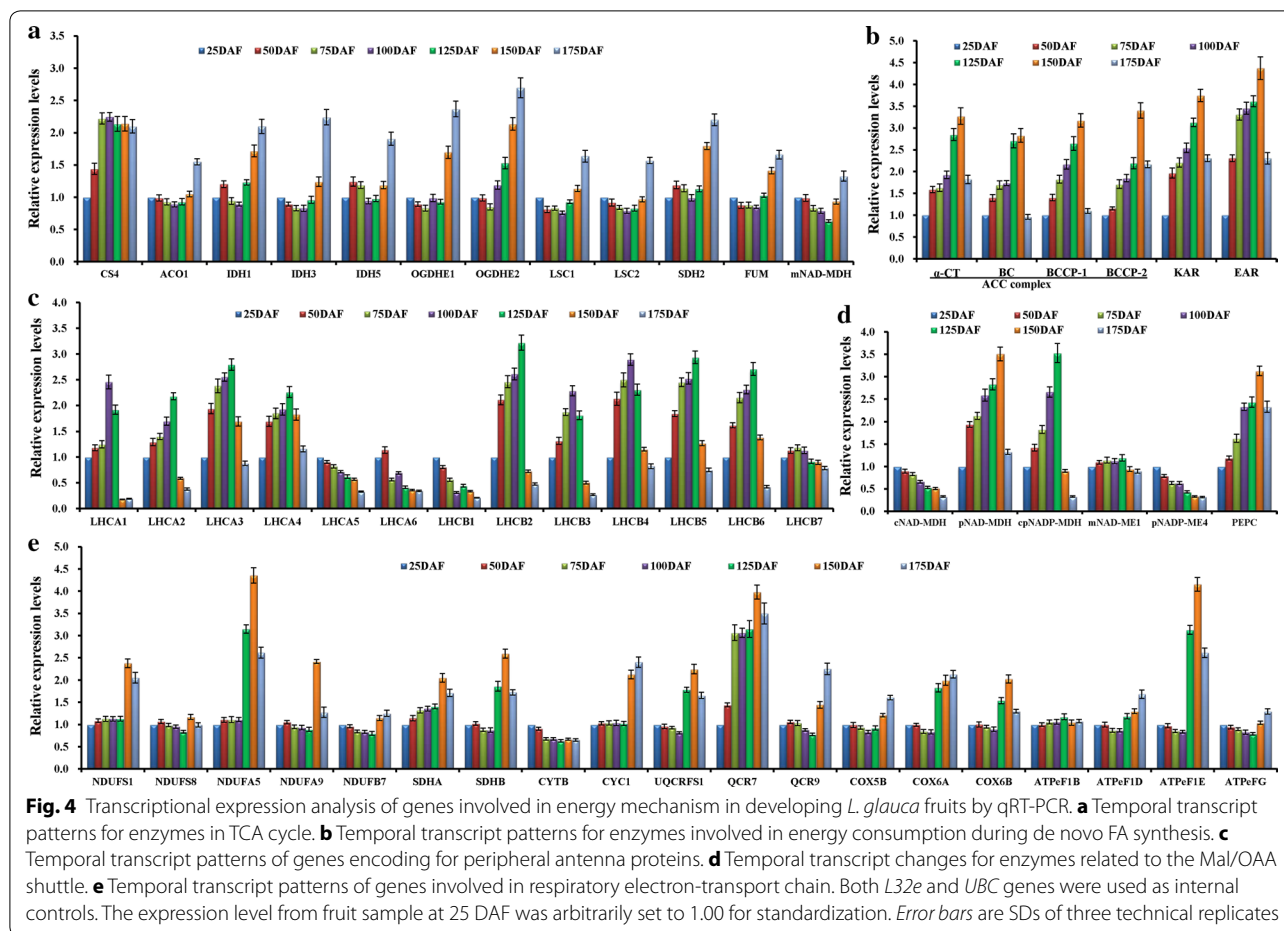 a
3.5
3.0
2.5
2.0
1.5
1.0
0.5
0.0
Relative expression levels
25DAF 50DAF 75DAF 100DAF 125DAF 150DAF 175DAF
CS4 ACO1 IDH1 IDH3 IDH5 OGDHE1 OGDHE2 LSC1 LSC2 SDH2 FUM mNAD-MDH
b
5.0
4.5
4.0
3.5
3.0
2.5
2.0
1.5
1.0
0.5
0.0
Relative expression levels
25DAF 50DAF 75DAF 100DAF
125DAF 150DAF 175DAF
α-CT BC BCCP-1 BCCP-2 KAR EAR
ACC complex
c
4.0
3.5
3.0
2.5
2.0
1.5
1.0
0.5
0.0
Relative expression levels
25DAF 50DAF 75DAF 100DAF 125DAF 150DAF 175DAF
LHCA1 LHCA2 LHCA3 LHCA4 LHCA5 LHCA6 LHCB1 LHCB2 LHCB3 LHCB4 LHCB5 LHCB6 LHCB7
d
4.0
3.5
3.0
2.5
2.0
1.5
1.0
0.5
0.0
Relative expression levels
25DAF 50DAF 75DAF 100DAF
125DAF 150DAF 175DAF
cNAD-MDH pNAD-MDH cpNADP-MDH mNAD-ME1 pNADP-ME4 PEPC
e
5.0
4.5
4.0
3.5
3.0
2.5
2.0
1.5
1.0
0.5
0.0
Relative expression levels
25DAF 50DAF 75DAF 100DAF 125DAF 150DAF 175DAF
NDUFS1 NDUFS8 NDUFA5 NDUFA9 NDUFB7 SDHA SDHB CYTB CYC1 UQCRFS1 QCR7 QCR9 COX5B COX6A COX6B ATPeF1B ATPeF1D ATPeF1E ATPeFG
Fig. 4 Transcriptional expression analysis of genes involved in energy mechanism in developing L. glauca fruits by qRT-PCR. a Temporal transcript
patterns for enzymes in TCA cycle. b Temporal transcript patterns for enzymes involved in energy consumption during de novo FA synthesis. c
Temporal transcript patterns of genes encoding for peripheral antenna proteins. d Temporal transcript changes for enzymes related to the Mal/OAA
shuttle. e Temporal transcript patterns of genes involved in respiratory electron-transport chain. Both L32e and UBC genes were used as internal
controls. The expression level from fruit sample at 25 DAF was arbitrarily set to 1.00 for standardization. Error bars are SDs of three technical replicates